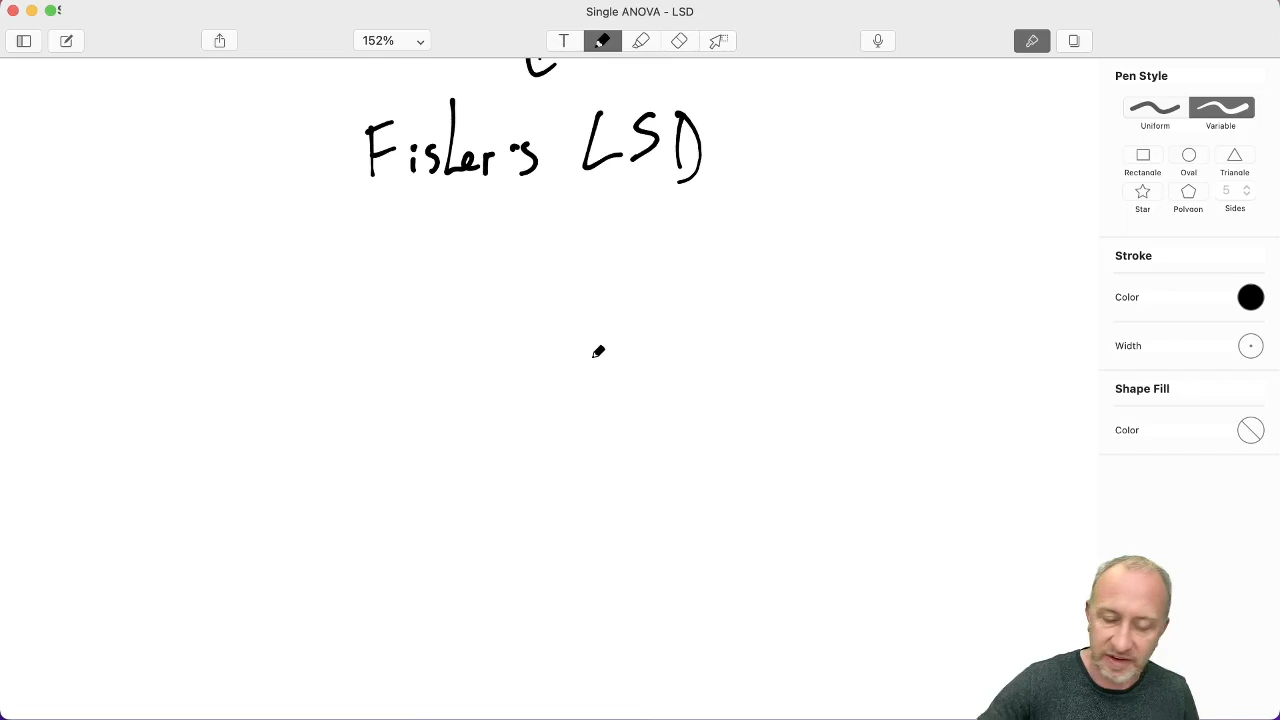 Single ANOVA - LSD
152%
T
Fisher's LSD
Pen Style
Uniform
Variable
Rectangle
Oval
Triangle
5
Star
Polygon
Sides
Stroke
Color
Width
Shape Fill
Color